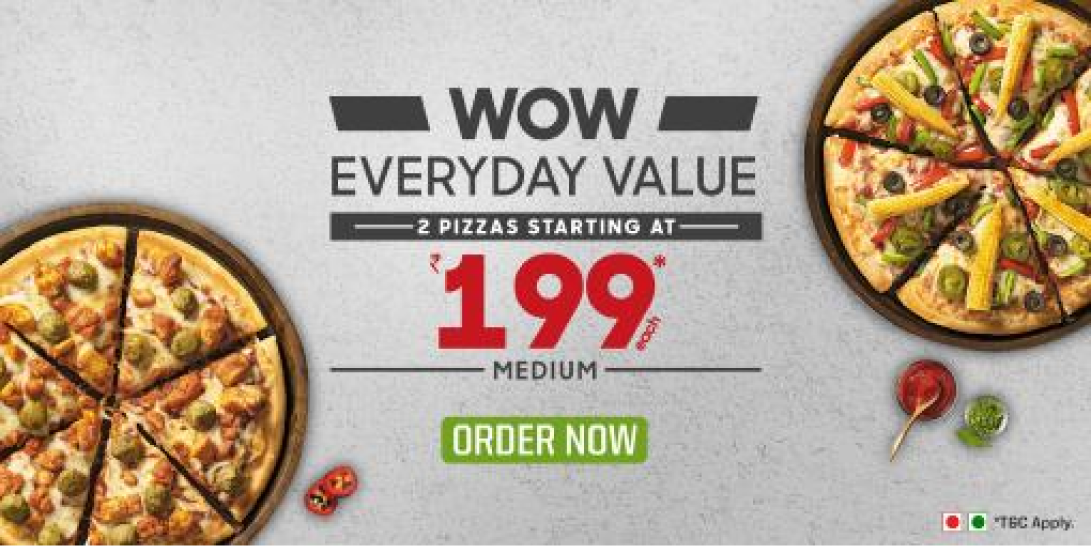 WOW
EVERYDAY VALUE
2 PIZZAS STARTING AT
₹199* each
MEDIUM
ORDER NOW
*T&C Apply.